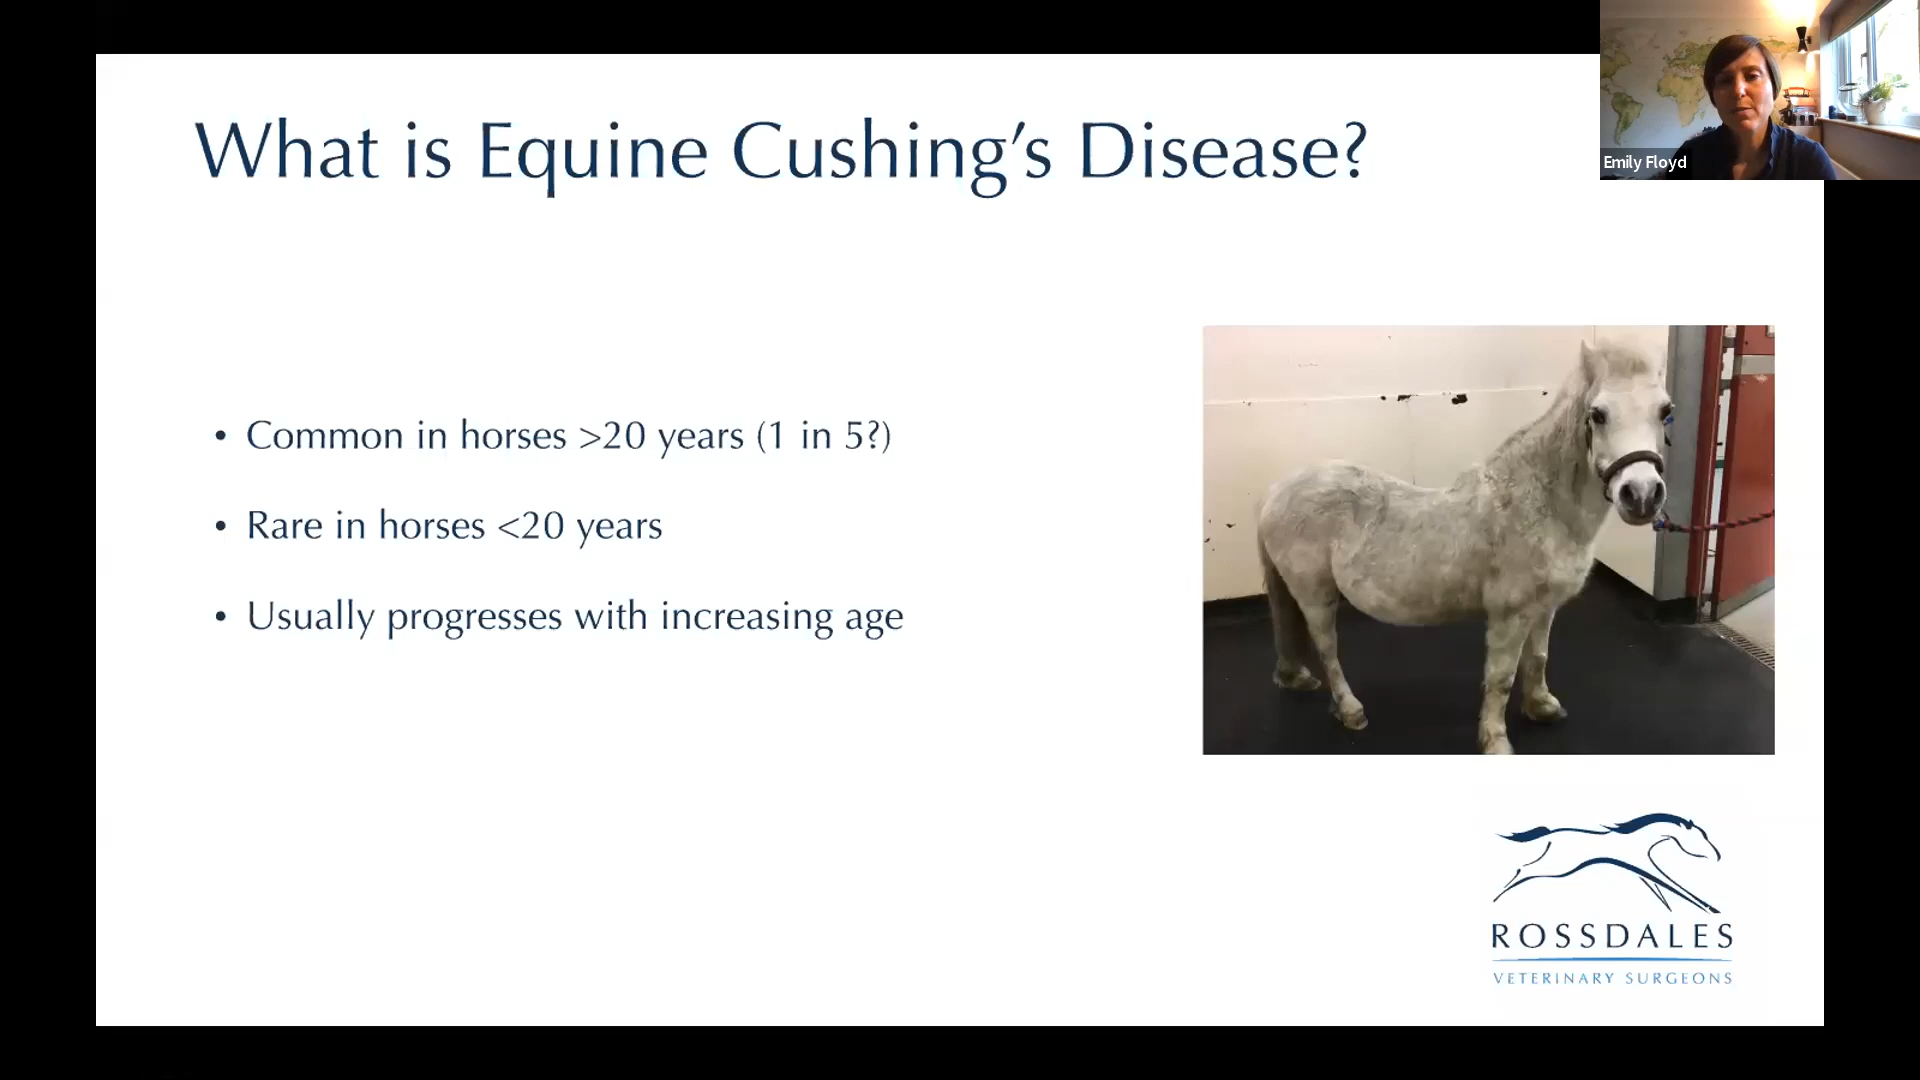 What is Equine Cushing’s Disease?
Emily Floyd
• Common in horses >20 years (1 in 5?)
• Rare in horses <20 years
• Usually progresses with increasing age
ROSSDALES
VETERINARY SURGEONS